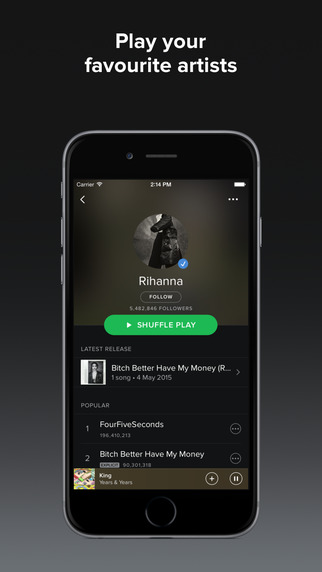 Play your
favourite artists
Carrier
2:14 PM
Rihanna
FOLLOW
5,482,846 FOLLOWERS
SHUFFLE PLAY
LATEST RELEASE
Bitch Better Have My Money (R...
1 song • 4 May 2015
POPULAR
1 FourFiveSeconds
196,410,213
2 Bitch Better Have My Money
EXPLICIT 90,301,318
King
Years & Years